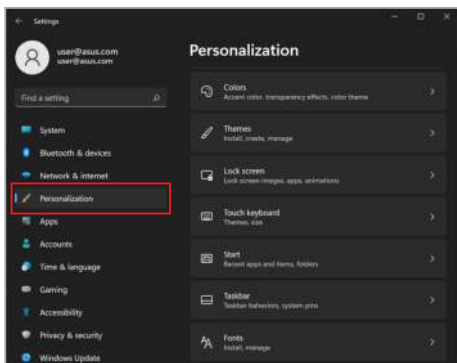 Settings
user@asus.com
user@asus.com
Find a setting
System
Bluetooth & devices
Network & internet
Personalization
Apps
Accounts
Time & language
Gaming
Accessibility
Privacy & security
Windows Update
Personalization
Colors
Accent color, transparency effects, color theme
Themes
Install, create, manage
Lock screen
Lock screen images, apps, animations
Touch keyboard
Themes, size
Start
Recent apps and items, folders
Taskbar
Taskbar behaviors, system pins
Fonts
Install, manage